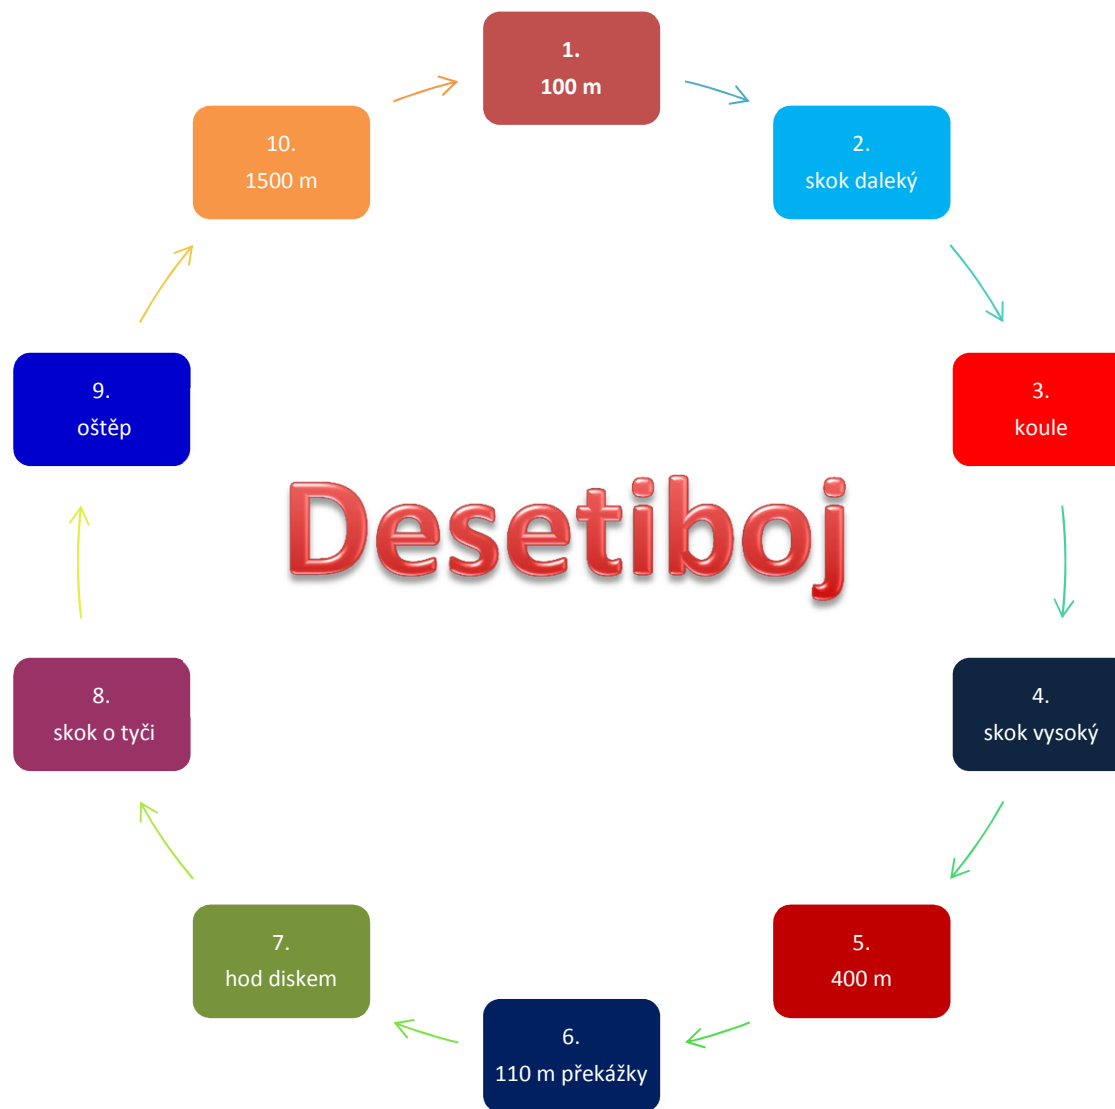 1.
100 m
2.
skok daleký
3.
koule
4.
skok vysoký
5.
400 m
6.
110 m překážky
7.
hod diskem
8.
skok o tyči
9.
oštěp
10.
1500 m
Desetiboj